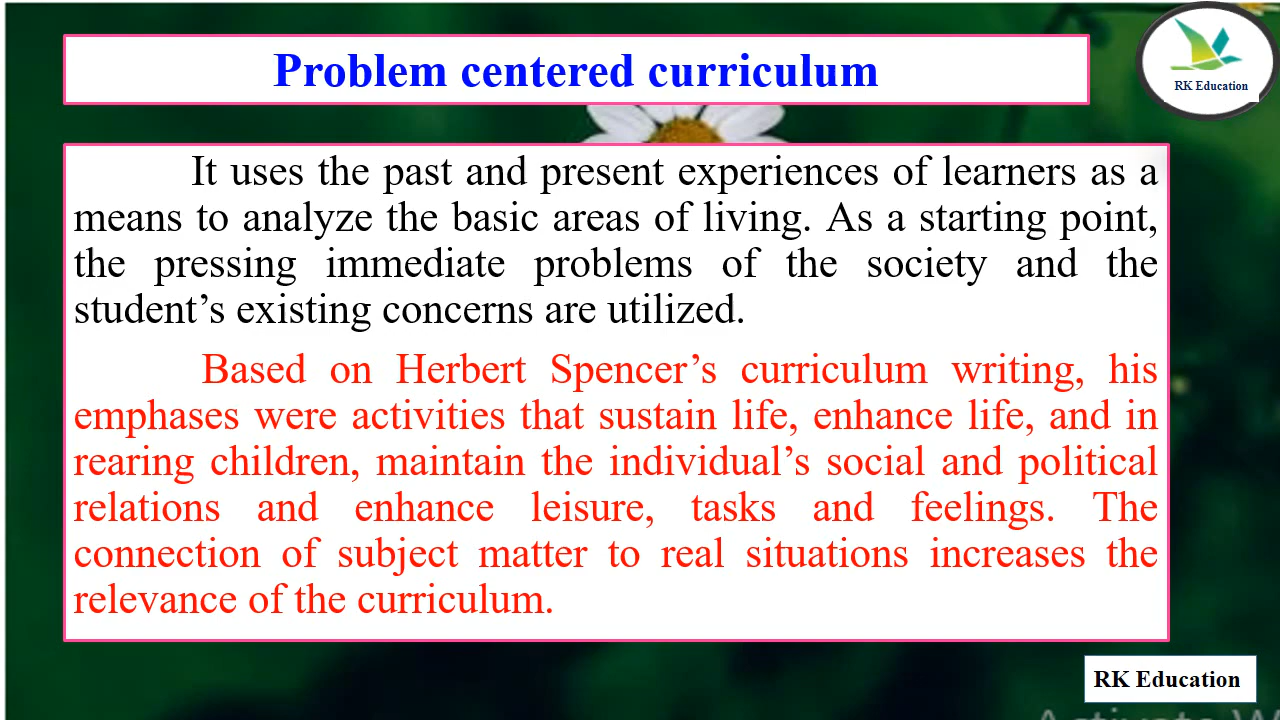 Problem centered curriculum
RK Education
It uses the past and present experiences of learners as a
means to analyze the basic areas of living. As a starting point,
the pressing immediate problems of the society and the
student’s existing concerns are utilized.
Based on Herbert Spencer’s curriculum writing, his
emphases were activities that sustain life, enhance life, and in
rearing children, maintain the individual’s social and political
relations and enhance leisure, tasks and feelings. The
connection of subject matter to real situations increases the
relevance of the curriculum.
RK Education